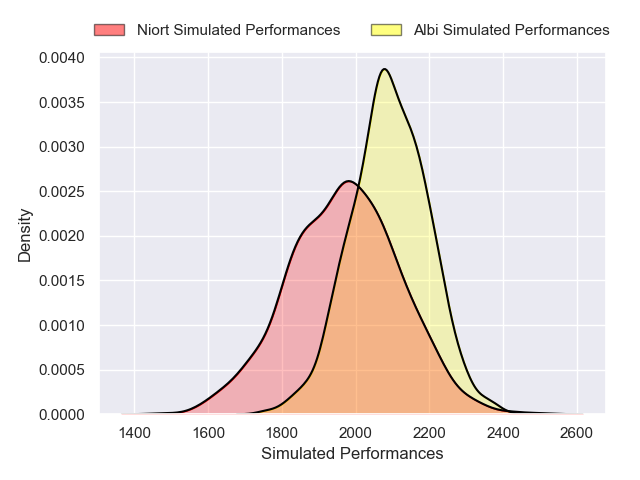 Niort Simulated Performances
Albi Simulated Performances
0.0040
0.0035
0.0030
0.0025
0.0020
0.0015
0.0010
0.0005
0.0000
Density
1400 1600 1800 2000 2200 2400 2600
Simulated Performances